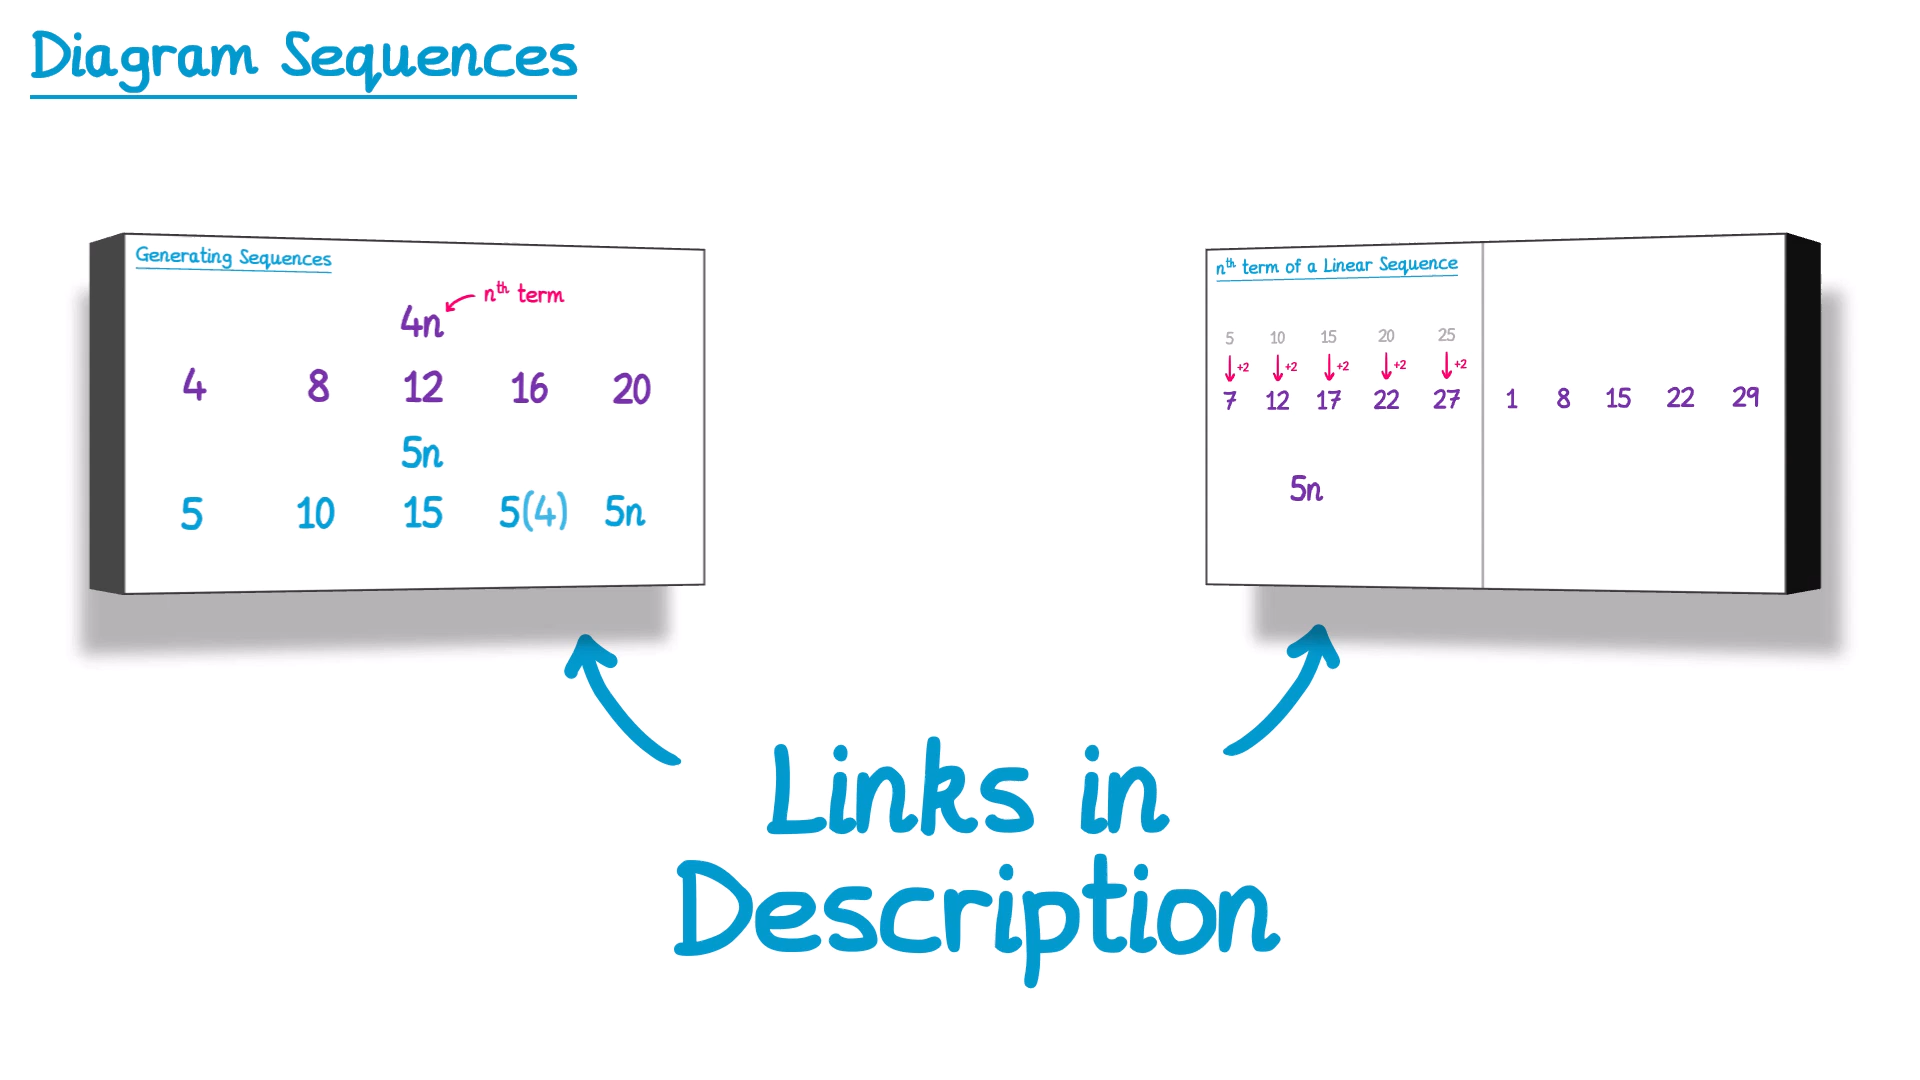 Diagram Sequences
Generating Sequences
nth term
4n
4 8 12 16 20
5n
5 10 15 5(4) 5n
nth term of a Linear Sequence
5 10 15 20 25
+2 +2 +2 +2 +2
7 12 17 22 27
5n
1 8 15 22 29
Links in
Description